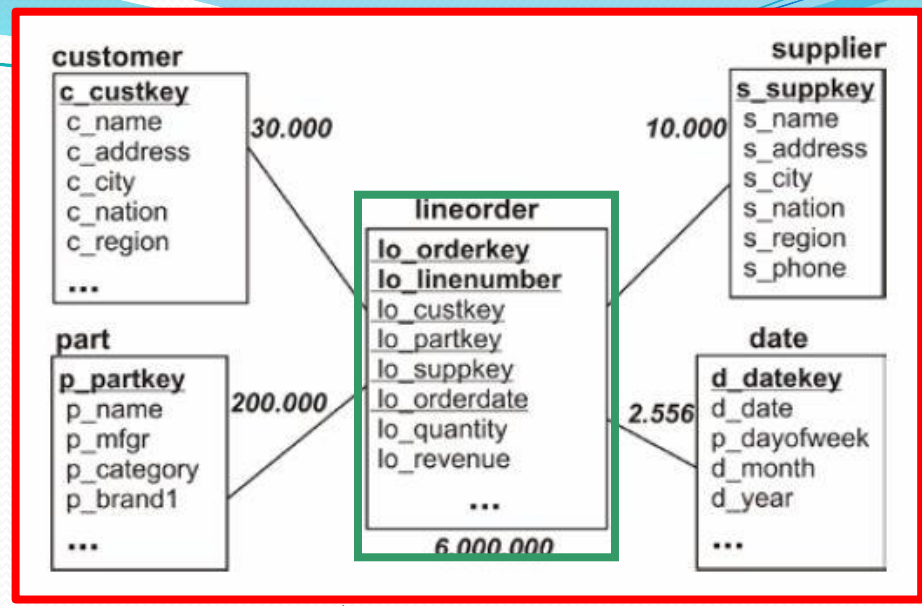 customer
c_custkey
c_name
c_address
c_city
c_nation
c_region
...
30.000
supplier
s_suppkey
s_name
s_address
s_city
s_nation
s_region
s_phone
10.000
lineorder
lo_orderkey
lo_linenumber
lo_custkey
lo_partkey
lo_suppkey
lo_orderdate
lo_quantity
lo_revenue
...
6.000.000
part
p_partkey
p_name
p_mfgr
p_category
p_brand1
...
200.000
date
d_datekey
d_date
p_dayofweek
d_month
d_year
...
2.556